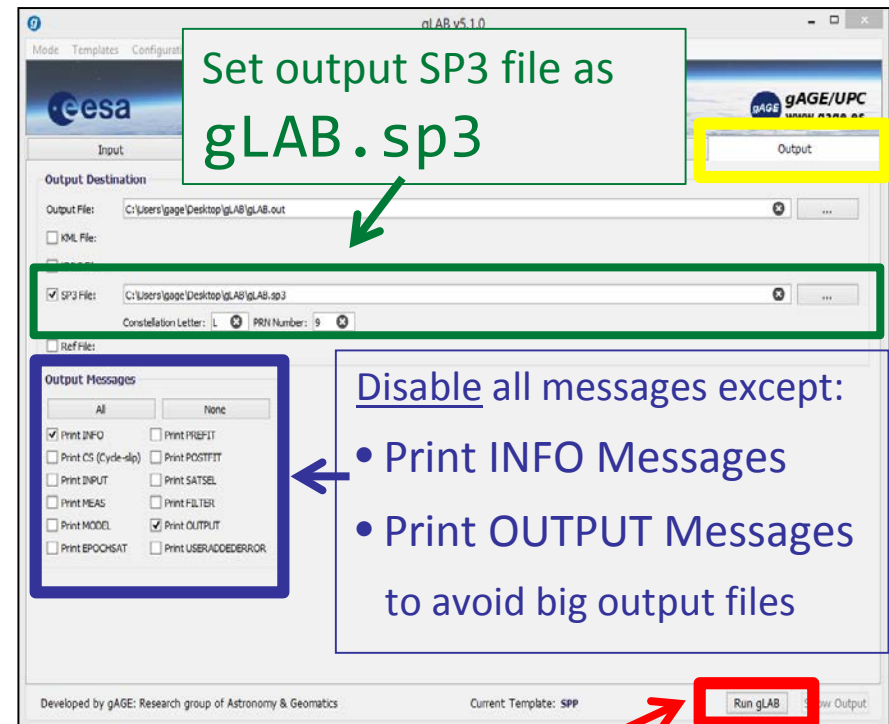 gLAB v5.1.0
Mode Templates
Set output SP3 file as
gLAB.sp3
esa
gAGE
gAGE/UPC
Input
Output
Output Destination
Output File: C:\Users\gage\Desktop\gLAB\gLAB.out ...
KML File:
SP3 File: C:\Users\gage\Desktop\gLAB\gLAB.sp3 ...
Constellation Letter: L PRN Number: 9
Ref File:
Output Messages
All None
Print INFO Print PREFIT
Print CS (Cycle-slip) Print POSTFIT
Print INPUT Print SATSEL
Print MEAS Print FILTER
Print MODEL Print OUTPUT
Print EPOCHSAT Print USERADDEDERROR
Disable all messages except:
• Print INFO Messages
• Print OUTPUT Messages
to avoid big output files
Developed by gAGE: Research group of Astronomy & Geomatics Current Template: SPP Run gLAB Output